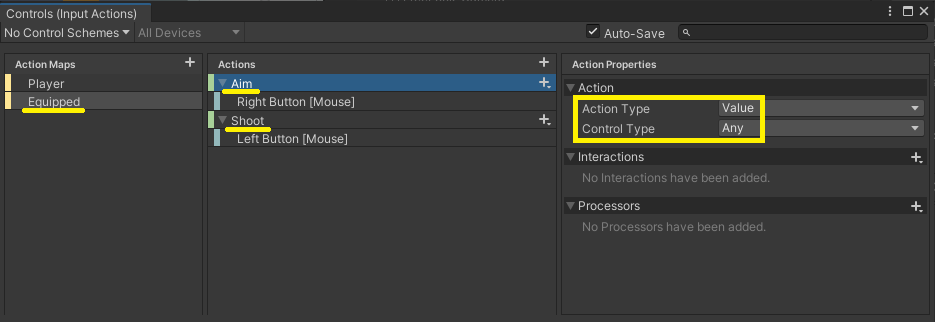 Controls (Input Actions)
No Control Schemes All Devices Auto-Save
Action Maps
Player
Equipped
Actions
Aim
Right Button [Mouse]
Shoot
Left Button [Mouse]
Action Properties
Action
Action Type Value
Control Type Any
Interactions
No Interactions have been added.
Processors
No Processors have been added.